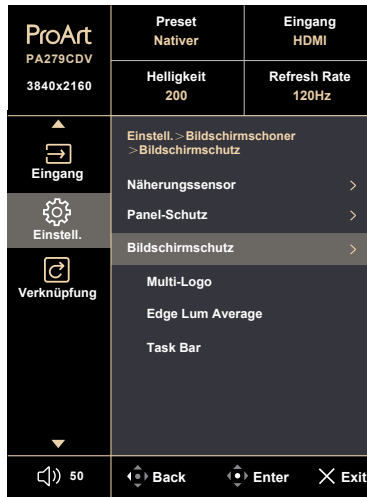 ProArt
PA279CDV
3840x2160
Preset
Nativer
Eingang
HDMI
Helligkeit
200
Refresh Rate
120Hz
Eingang
Einstell.
Verknüpfung
Einstell.>Bildschirmschoner
>Bildschirmschutz
Näherungssensor
Panel-Schutz
Bildschirmschutz
Multi-Logo
Edge Lum Average
Task Bar
50
Back
Enter
Exit